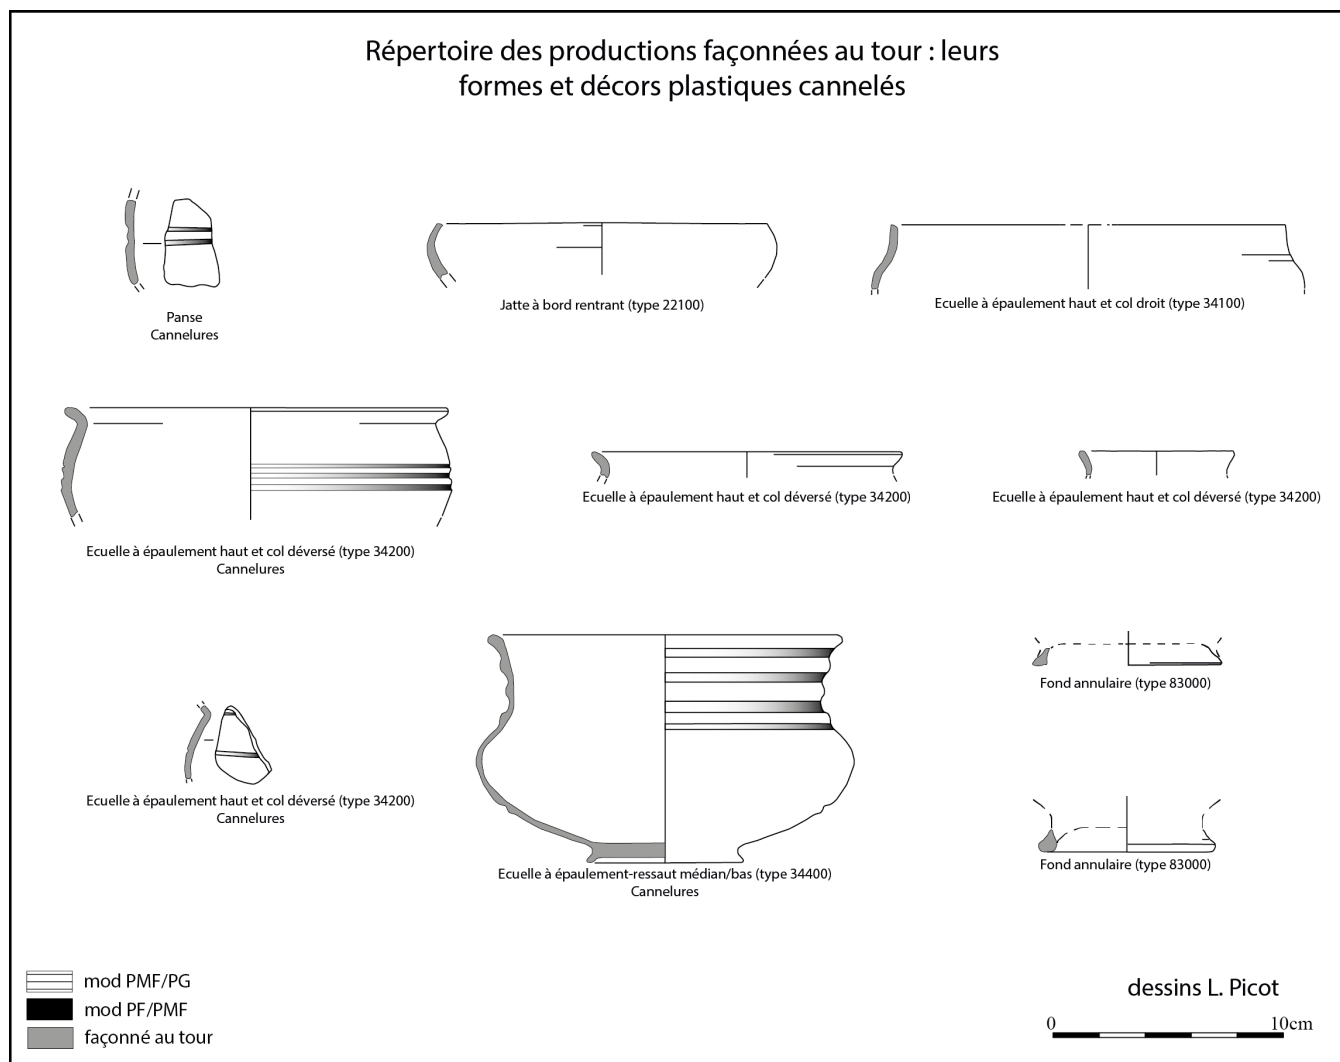 Répertoire des productions façonnées au tour : leurs
formes et décors plastiques cannelés
Panse
Cannelures
Jatte à bord rentrant (type 22100)
Ecuelle à épaulement haut et col droit (type 34100)
Ecuelle à épaulement haut et col déversé (type 34200)
Cannelures
Ecuelle à épaulement haut et col déversé (type 34200)
Ecuelle à épaulement haut et col déversé (type 34200)
Ecuelle à épaulement haut et col déversé (type 34200)
Cannelures
Ecuelle à épaulement-ressaut médian/bas (type 34400)
Cannelures
Fond annulaire (type 83000)
Fond annulaire (type 83000)
mod PMF/PG
mod PF/PMF
façonné au tour
dessins L. Picot
0 10cm